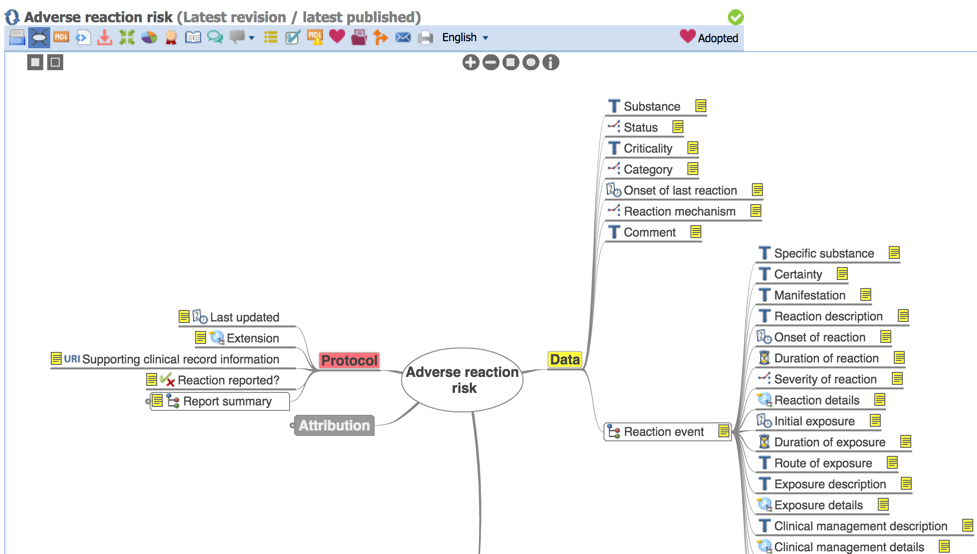 Adverse reaction risk (Latest revision / latest published)
ADL
ADL
English
Adopted
Substance
Status
Criticality
Category
Onset of last reaction
Reaction mechanism
Comment
Specific substance
Certainty
Manifestation
Reaction description
Last updated
Onset of reaction
Extension
Duration of reaction
URI Supporting clinical record information
Protocol
Adverse reaction
risk
Data
Reaction reported?
Severity of reaction
Report summary
Reaction details
Attribution
Reaction event
Initial exposure
Duration of exposure
Route of exposure
Exposure description
Exposure details
Clinical management description
Clinical management details